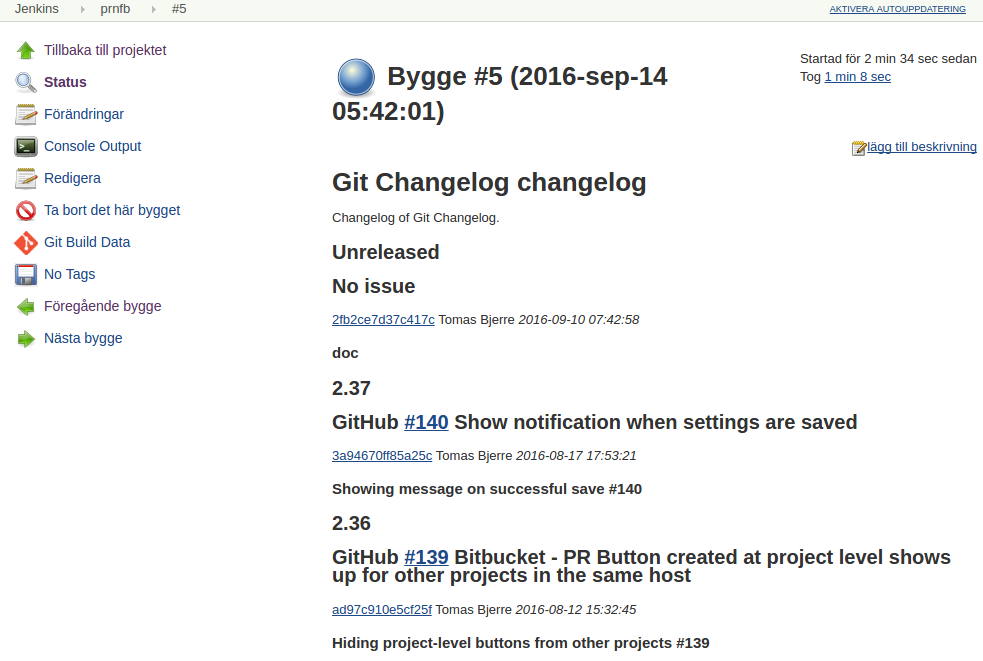 Jenkins prnfb #5
AKTIVERA AUTOUPPDATERING
Tillbaka till projektet
Status
Förändringar
Console Output
Redigera
Ta bort det här bygget
Git Build Data
No Tags
Föregående bygge
Nästa bygge
Bygge #5 (2016-sep-14
05:42:01)
Startad för 2 min 34 sec sedan
Tog 1 min 8 sec
lägg till beskrivning
Git Changelog changelog
Changelog of Git Changelog.
Unreleased
No issue
2fb2ce7d37c417c Tomas Bjerre 2016-09-10 07:42:58
doc
2.37
GitHub #140 Show notification when settings are saved
3a94670ff85a25c Tomas Bjerre 2016-08-17 17:53:21
Showing message on successful save #140
2.36
GitHub #139 Bitbucket - PR Button created at project level shows
up for other projects in the same host
ad97c910e5cf25f Tomas Bjerre 2016-08-12 15:32:45
Hiding project-level buttons from other projects #139